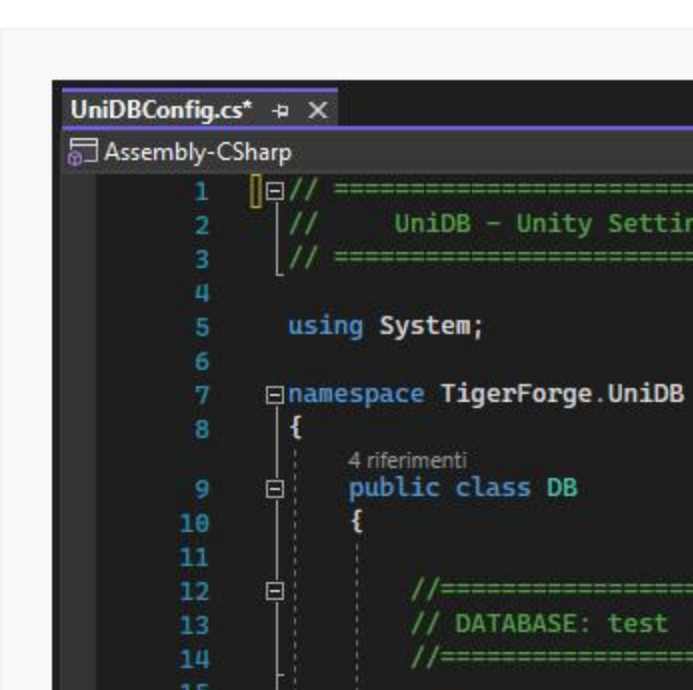 UniDBConfig.cs*
Assembly-CSharp
1 // ========================
2 //     UniDB - Unity
3 // ========================
4
5 using System;
6
7 namespace TigerForge.UniDB
8 {
4 riferimenti
9 public class DB
10 {
11
12 //=================
13 // DATABASE: test
14 //=================